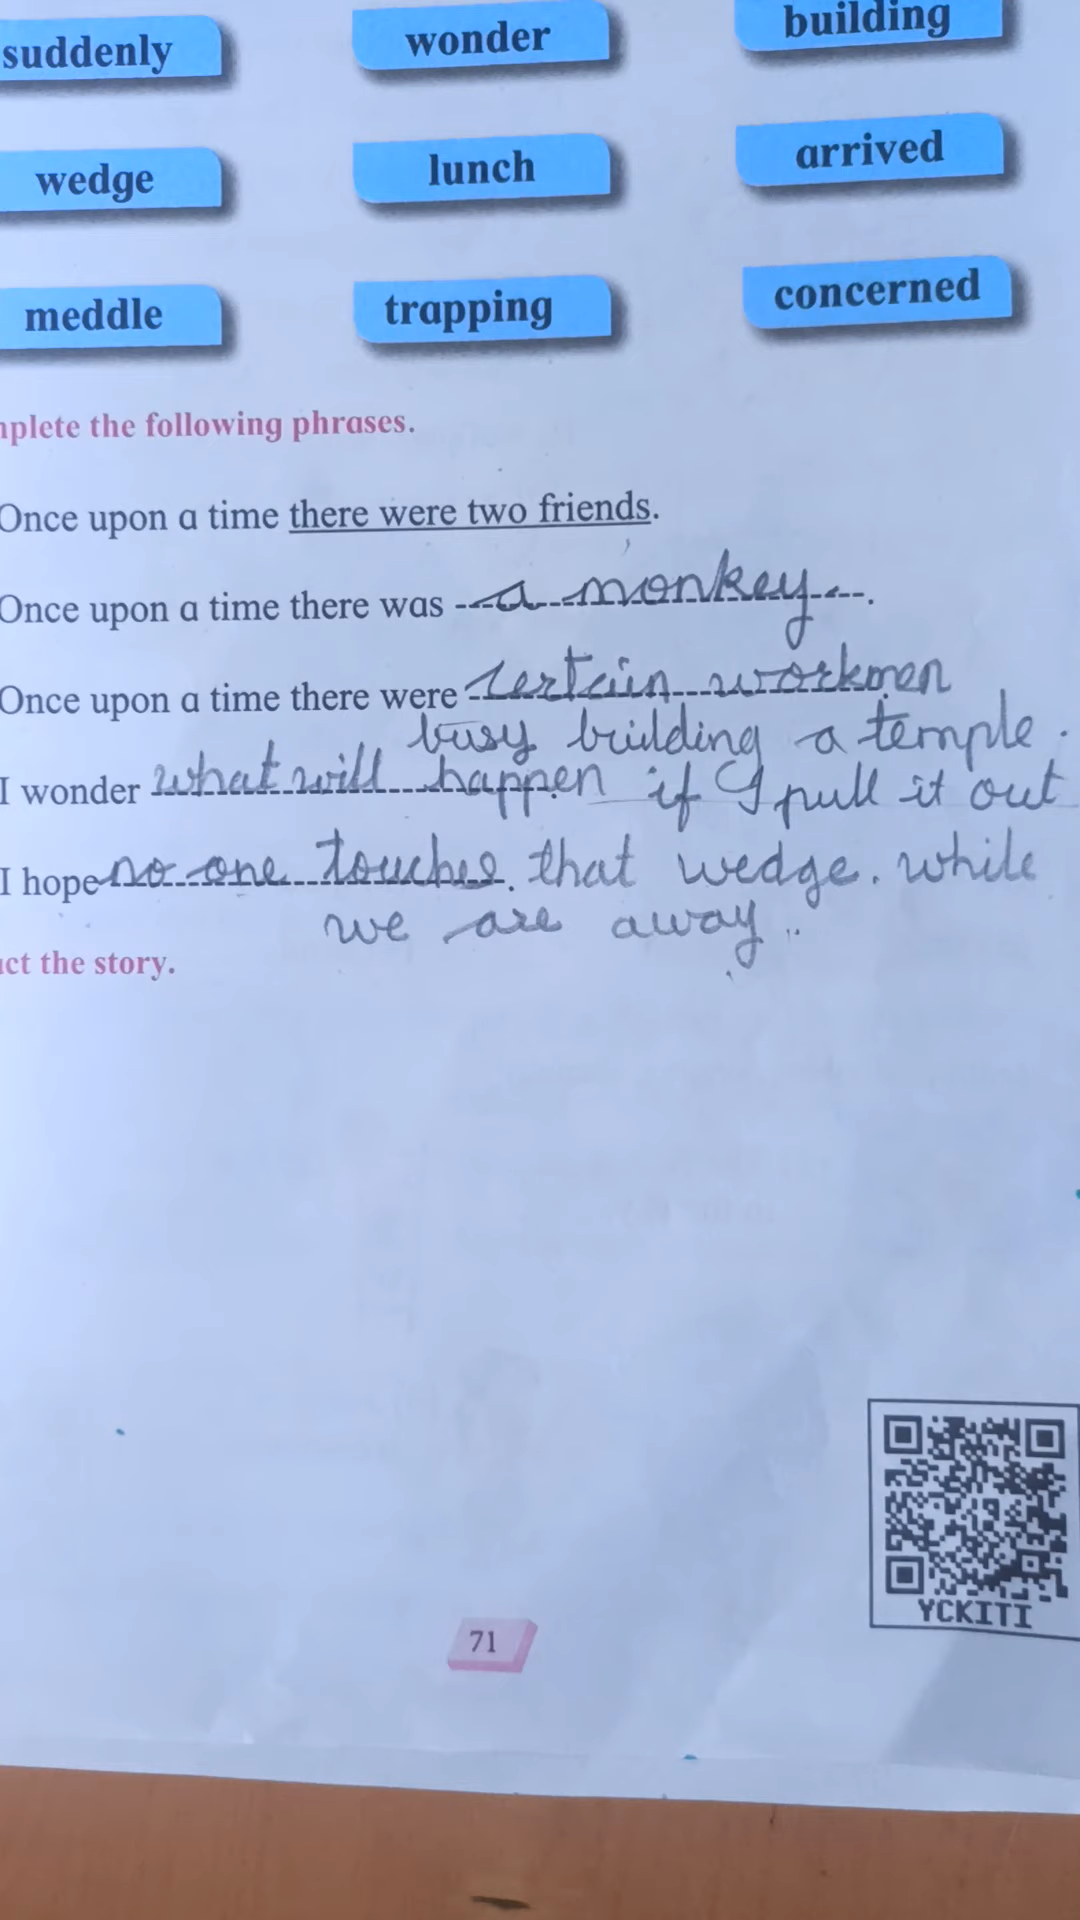 suddenly wonder building
wedge lunch arrived
meddle trapping concerned
nplete the following phrases.
Once upon a time there were two friends.
Once upon a time there was a monkey.
Once upon a time there were certain workmen
busy building a temple.
I wonder what will happen if I pull it out
I hope no one touches that wedge. while
we are away..
act the story.
YCKITI
71